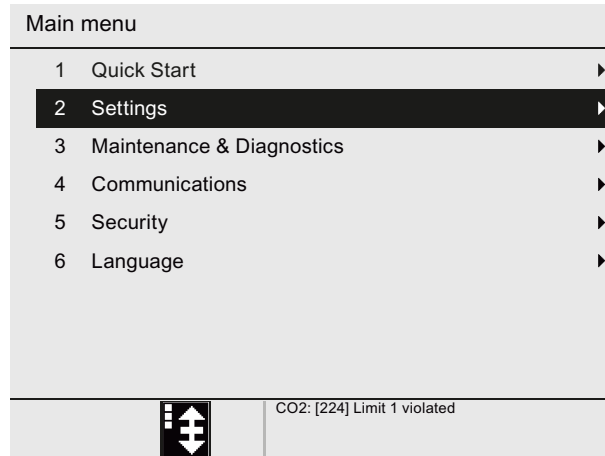 Main menu
1 Quick Start
2 Settings
3 Maintenance & Diagnostics
4 Communications
5 Security
6 Language
CO2: [224] Limit 1 violated